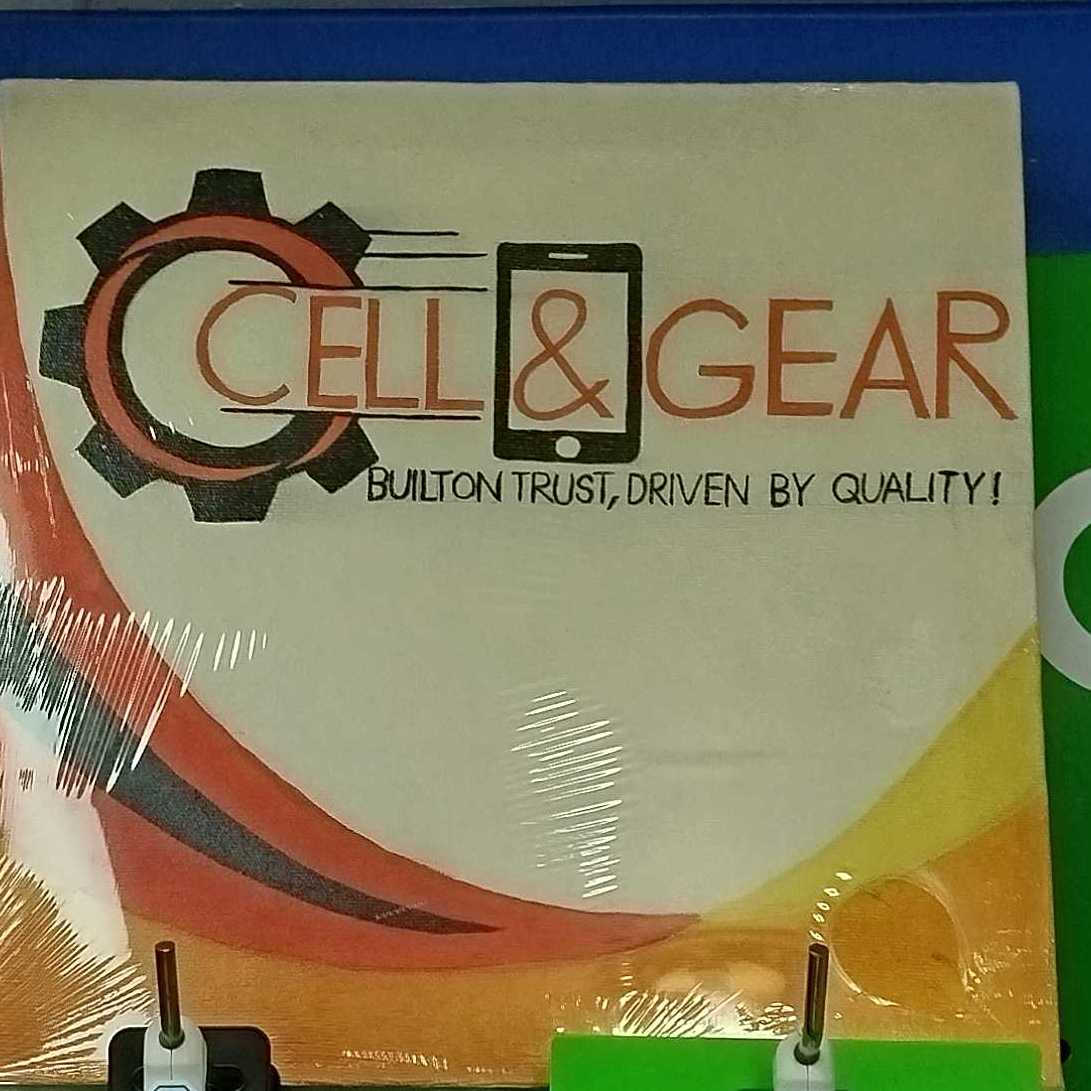 CELL & GEAR
BUILTON TRUST, DRIVEN BY QUALITY!